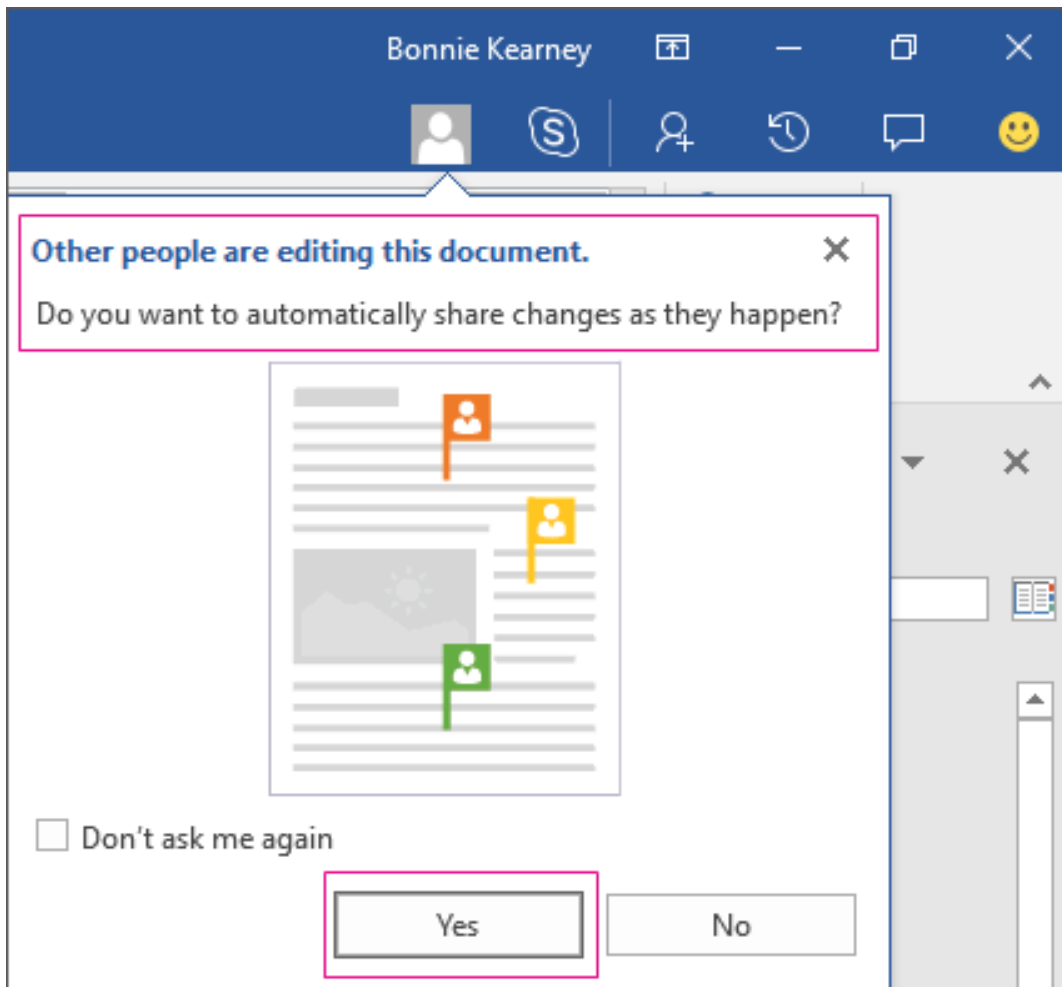 Bonnie Kearney
Other people are editing this document.
Do you want to automatically share changes as they happen?
Don't ask me again
Yes
No